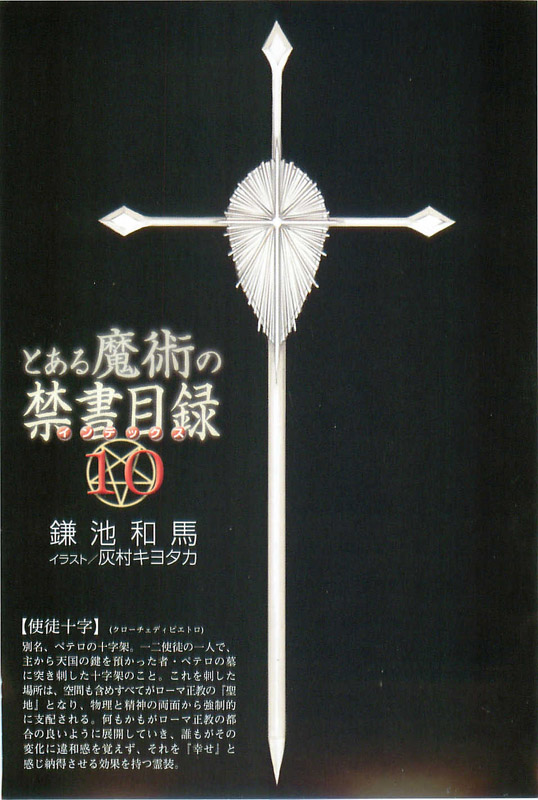 とある魔術の
禁書目録
インデックス
10
鎌池和馬
イラスト／灰村キヨタカ
【使徒十字】（クローチェディピエトロ）
別名、ペテロの十字架。一二使徒の一人で、
主から天国の鍵を預かった者・ペテロの墓
に突き刺した十字架のこと。これを刺した
場所は、空間も含めすべてがローマ正教の『聖
地』となり、物理と精神の両面から強制的
に支配される。何もかもがローマ正教の都
合の良いように展開していき、誰もがその
変化に違和感を覚えず、それを『幸せ』と
感じ納得させる効果を持つ霊装。